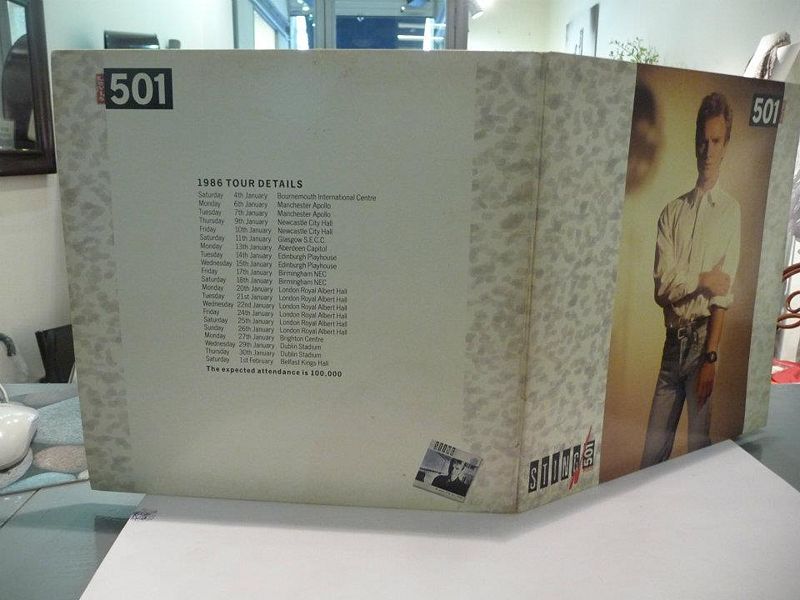 501
1986 TOUR DETAILS
Saturday 4th January Bournemouth International Centre
Monday 6th January Manchester Apollo
Tuesday 7th January Manchester Apollo
Thursday 9th January Newcastle City Hall
Friday 10th January Newcastle City Hall
Saturday 11th January Glasgow S.E.C.C.
Monday 13th January Aberdeen Capitol
Tuesday 14th January Edinburgh Playhouse
Wednesday 15th January Edinburgh Playhouse
Friday 17th January Birmingham NEC
Saturday 18th January Birmingham NEC
Monday 20th January London Royal Albert Hall
Tuesday 21st January London Royal Albert Hall
Wednesday 22nd January London Royal Albert Hall
Friday 24th January London Royal Albert Hall
Saturday 25th January London Royal Albert Hall
Sunday 26th January London Royal Albert Hall
Monday 27th January Brighton Centre
Wednesday 29th January Dublin Stadium
Thursday 30th January Dublin Stadium
Saturday 1st February Belfast Kings Hall
The expected attendance is 100,000
501
STING
501